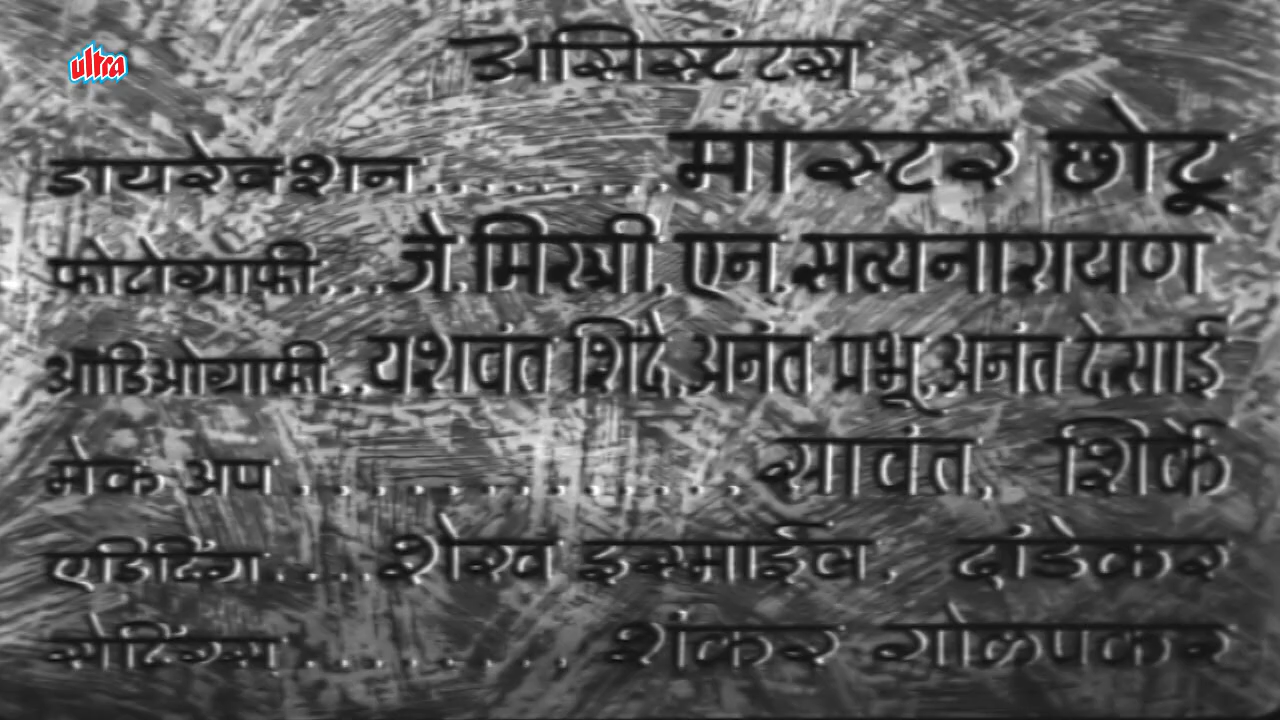 ultra
असिस्टंटस्
डायरेक्शन.........मास्टर छोटू
फोटोग्राफी....जे. मिस्त्री, एन. सत्यनारायण
ऑडिओग्राफी...यशवंत शिंदे, अनंत प्रभू, अनंत देसाई
मेक अप ................ सावंत, शिर्के
एडिटिंग.....शेख इस्माईल, दांडेकर
सेटिंग्स .......... शंकर गोळपकर